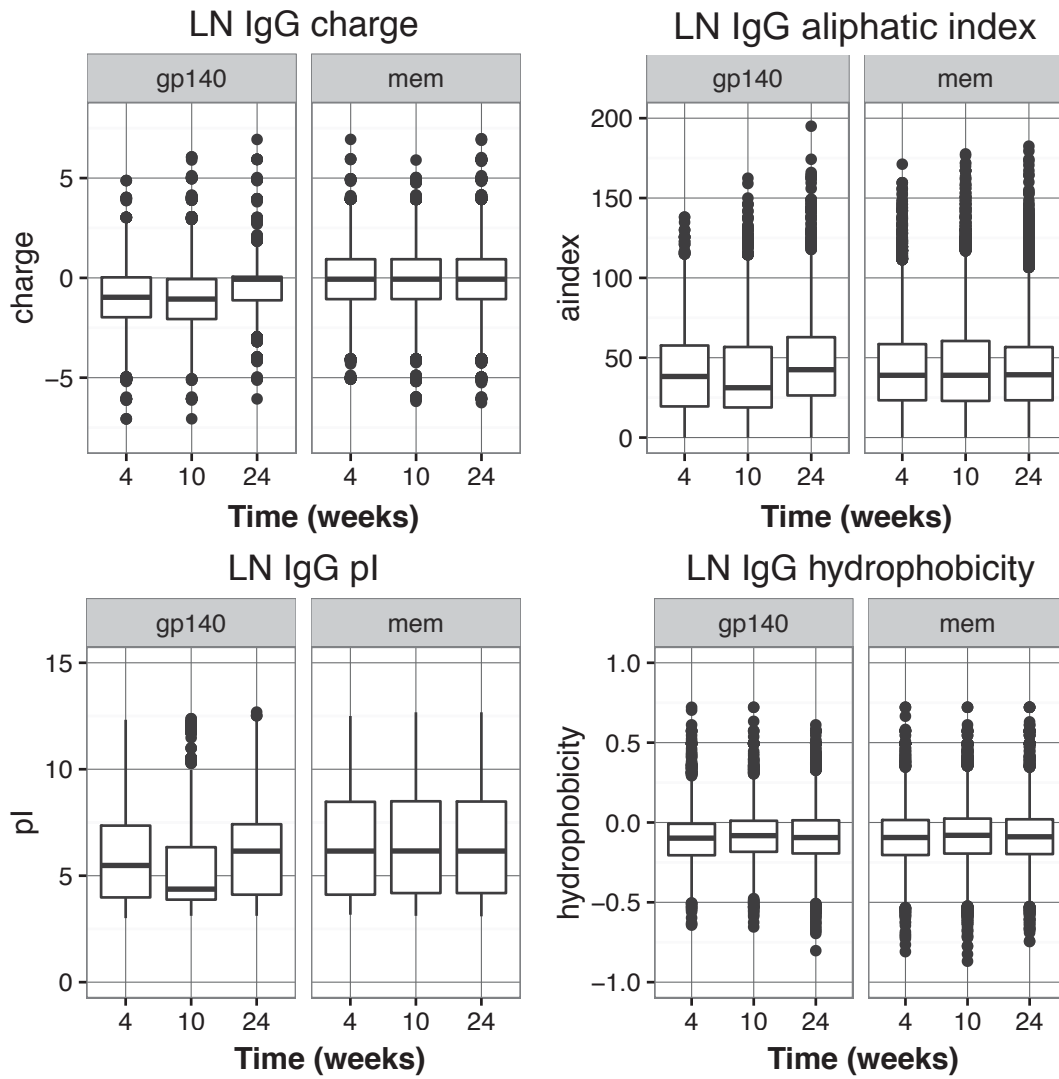 LN IgG charge
gp140
mem
charge
5
0
−5
4
10
24
4
10
24
Time (weeks)
LN IgG aliphatic index
gp140
mem
aindex
200
150
100
50
0
4
10
24
4
10
24
Time (weeks)
LN IgG pI
gp140
mem
pI
15
10
5
0
4
10
24
4
10
24
Time (weeks)
LN IgG hydrophobicity
gp140
mem
hydrophobicity
1.0
0.5
0.0
−0.5
−1.0
4
10
24
4
10
24
Time (weeks)